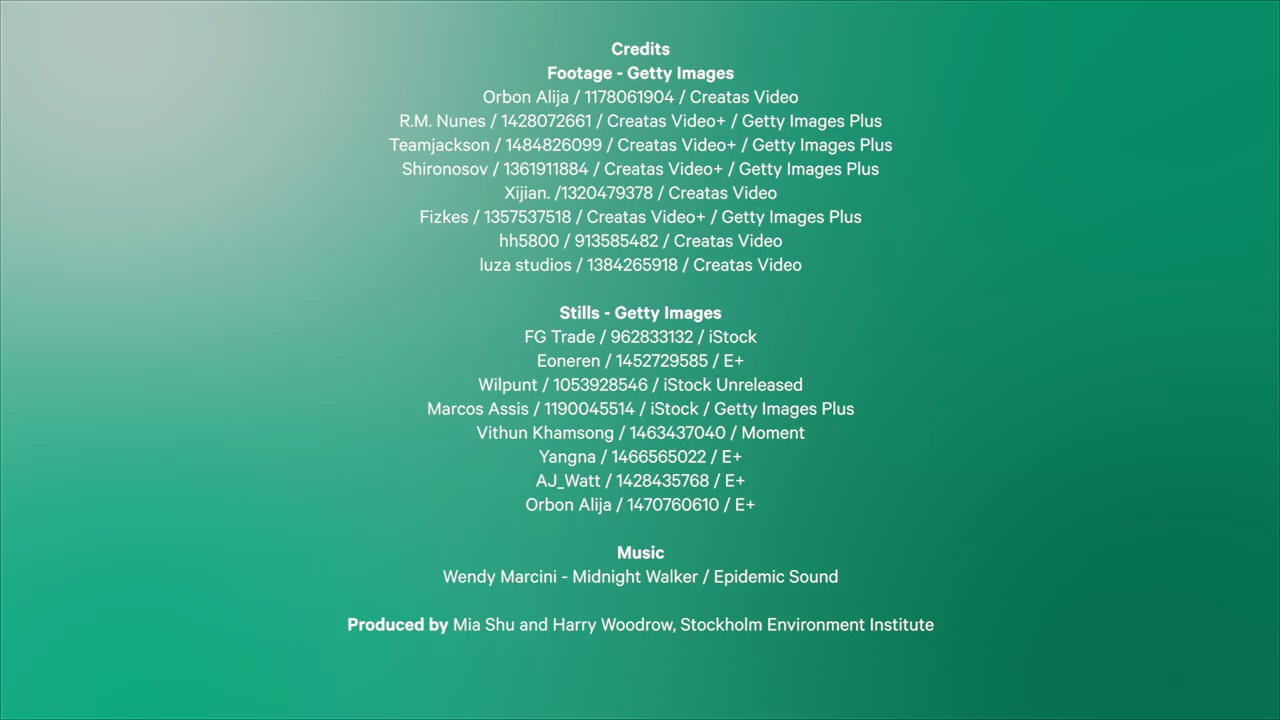 Credits
Footage - Getty Images
Orbon Alija / 1178061904 / Creatas Video
R.M. Nunes / 1428072661 / Creatas Video+ / Getty Images Plus
Teamjackson / 1484826099 / Creatas Video+ / Getty Images Plus
Shironosov / 1361911884 / Creatas Video+ / Getty Images Plus
Xijian. /1320479378 / Creatas Video
Fizkes / 1357537518 / Creatas Video+ / Getty Images Plus
hh5800 / 913585482 / Creatas Video
luza studios / 1384265918 / Creatas Video
Stills - Getty Images
FG Trade / 962833132 / iStock
Eoneren / 1452729585 / E+
Wilpunt / 1053928546 / iStock Unreleased
Marcos Assis / 1190045514 / iStock / Getty Images Plus
Vithun Khamsong / 1463437040 / Moment
Yangna / 1466565022 / E+
AJ_Watt / 1428435768 / E+
Orbon Alija / 1470760610 / E+
Music
Wendy Marcini - Midnight Walker / Epidemic Sound
Produced by Mia Shu and Harry Woodrow, Stockholm Environment Institute